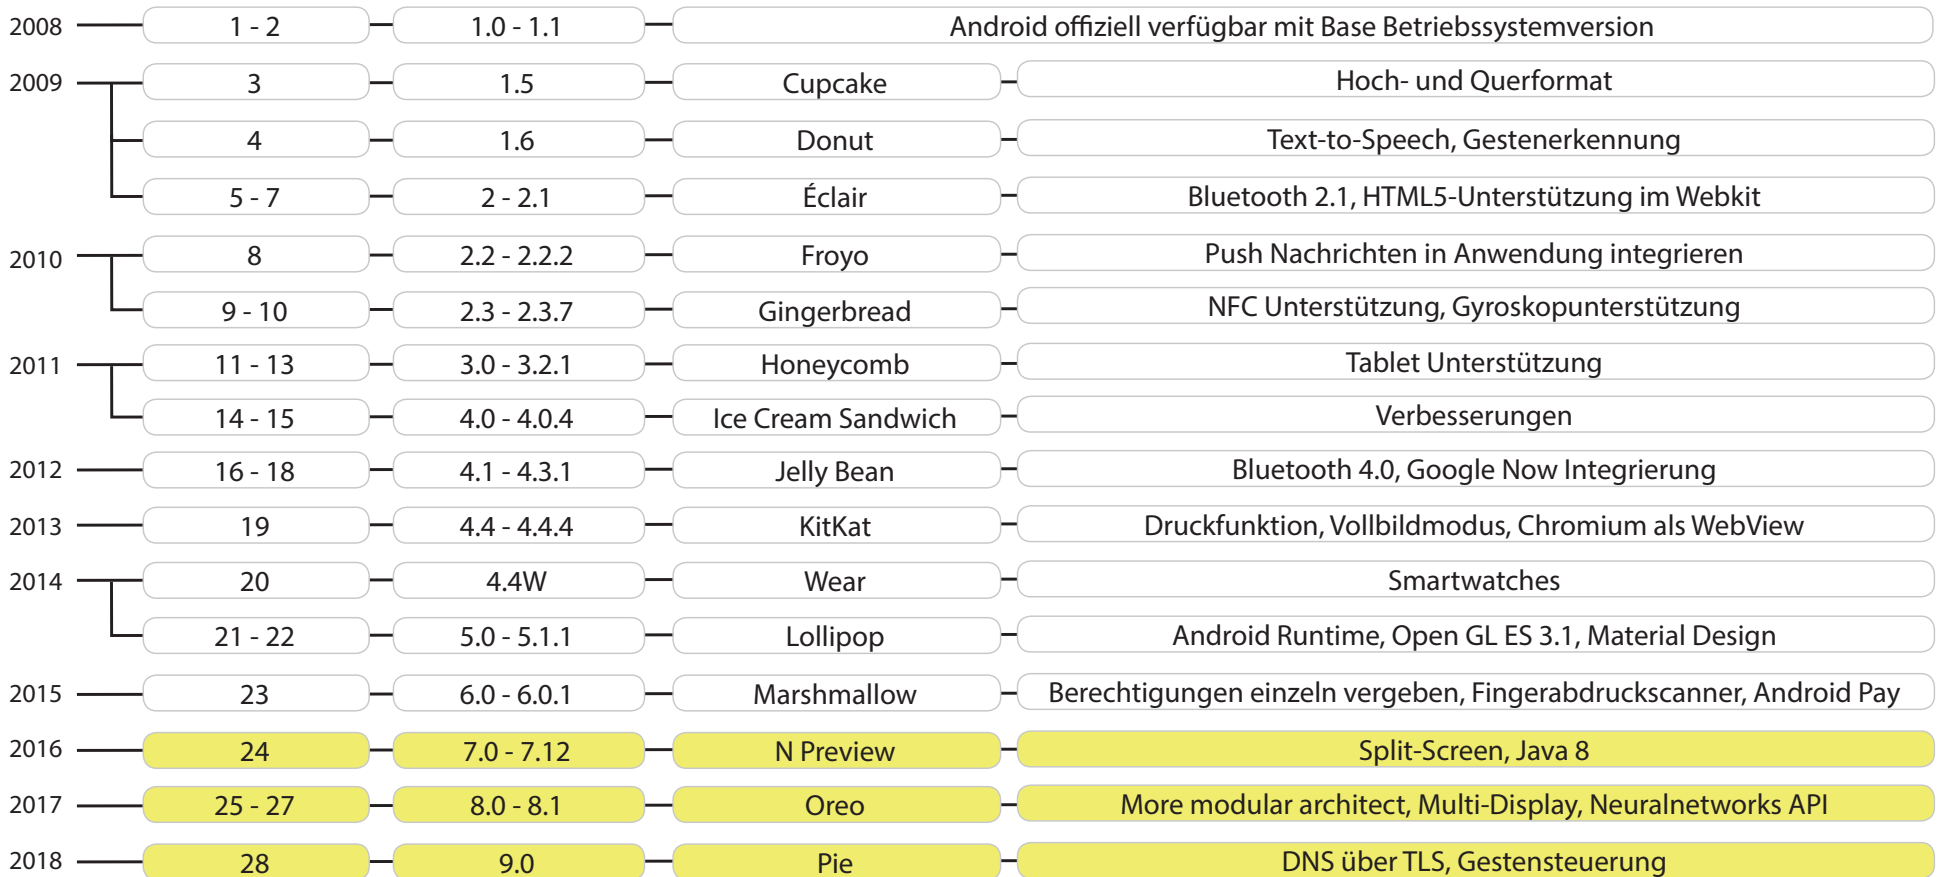 2008 1 - 2 1.0 - 1.1 Android offiziell verfügbar mit Base Betriebssystemversion
2009 3 1.5 Cupcake Hoch- und Querformat
4 1.6 Donut Text-to-Speech, Gestenerkennung
5 - 7 2 - 2.1 Éclair Bluetooth 2.1, HTML5-Unterstützung im Webkit
2010 8 2.2 - 2.2.2 Froyo Push Nachrichten in Anwendung integrieren
9 - 10 2.3 - 2.3.7 Gingerbread NFC Unterstützung, Gyroskopunterstützung
2011 11 - 13 3.0 - 3.2.1 Honeycomb Tablet Unterstützung
14 - 15 4.0 - 4.0.4 Ice Cream Sandwich Verbesserungen
2012 16 - 18 4.1 - 4.3.1 Jelly Bean Bluetooth 4.0, Google Now Integrierung
2013 19 4.4 - 4.4.4 KitKat Druckfunktion, Vollbildmodus, Chromium als WebView
2014 20 4.4W Wear Smartwatches
21 - 22 5.0 - 5.1.1 Lollipop Android Runtime, Open GL ES 3.1, Material Design
2015 23 6.0 - 6.0.1 Marshmallow Berechtigungen einzeln vergeben, Fingerabdruckscanner, Android Pay
2016 24 7.0 - 7.12 N Preview Split-Screen, Java 8
2017 25 - 27 8.0 - 8.1 Oreo More modular architect, Multi-Display, Neuralnetworks API
2018 28 9.0 Pie DNS über TLS, Gestensteuerung